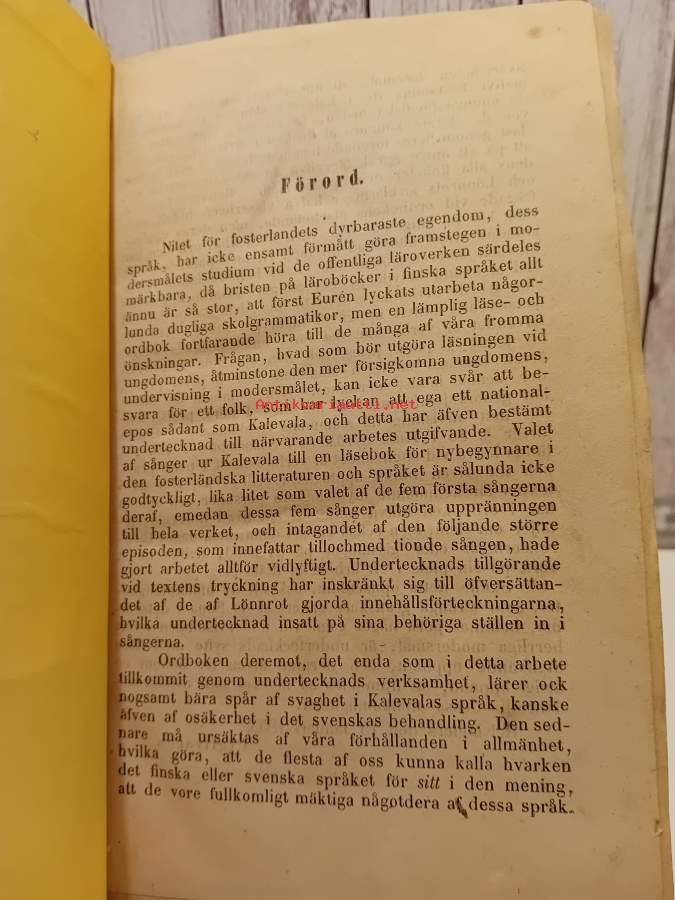 Förord.
Nitet för fosterlandets dyrbaraste egendom, dess
språk, har icke ensamt förmått göra framstegen i mo-
dersmålets studium vid de offentliga läroverken särdeles
märkbara, då bristen på läroböcker i finska språket allt
ännu är så stor, att först Eurén lyckats utarbeta någor-
lunda dugliga skolgrammatikor, men en lämplig läse- och
ordbok fortfarande höra till de många af våra fromma
önskningar. Frågan, hvad som bör utgöra läsningen vid
ungdomens, åtminstone den mer försigkomna ungdomens,
undervisning i modersmålet, kan icke vara svår att be-
svara för ett folk, som har lyckan att ega ett national-
Antikvariaatti.net
epos sådant som Kalevala, och detta har äfven bestämt
undertecknad till närvarande arbetes utgifvande. Valet
af sånger ur Kalevala till en läsebok för nybegynnare i
den fosterländska litteraturen och språket är sålunda icke
godtyckligt, lika litet som valet af de fem första sångerna
deraf, emedan dessa fem sånger utgöra uppränningen
till hela verket, och intagandet af den följande större
episoden, som innefattar tillochmed tionde sången, hade
gjort arbetet alltför vidlyftigt. Undertecknads tillgörande
vid textens tryckning har inskränkt sig till öfversättan-
det af de af Lönnrot gjorda innehållsförteckningarna,
hvilka undertecknad insatt på sina behöriga ställen in i
sångerna.
Ordboken deremot, det enda som i detta arbete
tillkommit genom undertecknads verksamhet, lärer ock
nogsamt bära spår af svaghet i Kalevalas språk, kanske
äfven af osäkerhet i det svenskas behandling. Den sed-
nare må ursäktas af våra förhållanden i allmänhet,
hvilka göra, att de flesta af oss kunna kalla hvarken
det finska eller svenska språket för sitt i den mening,
att de vore fullkomligt mäktiga någotdera af dessa språk.